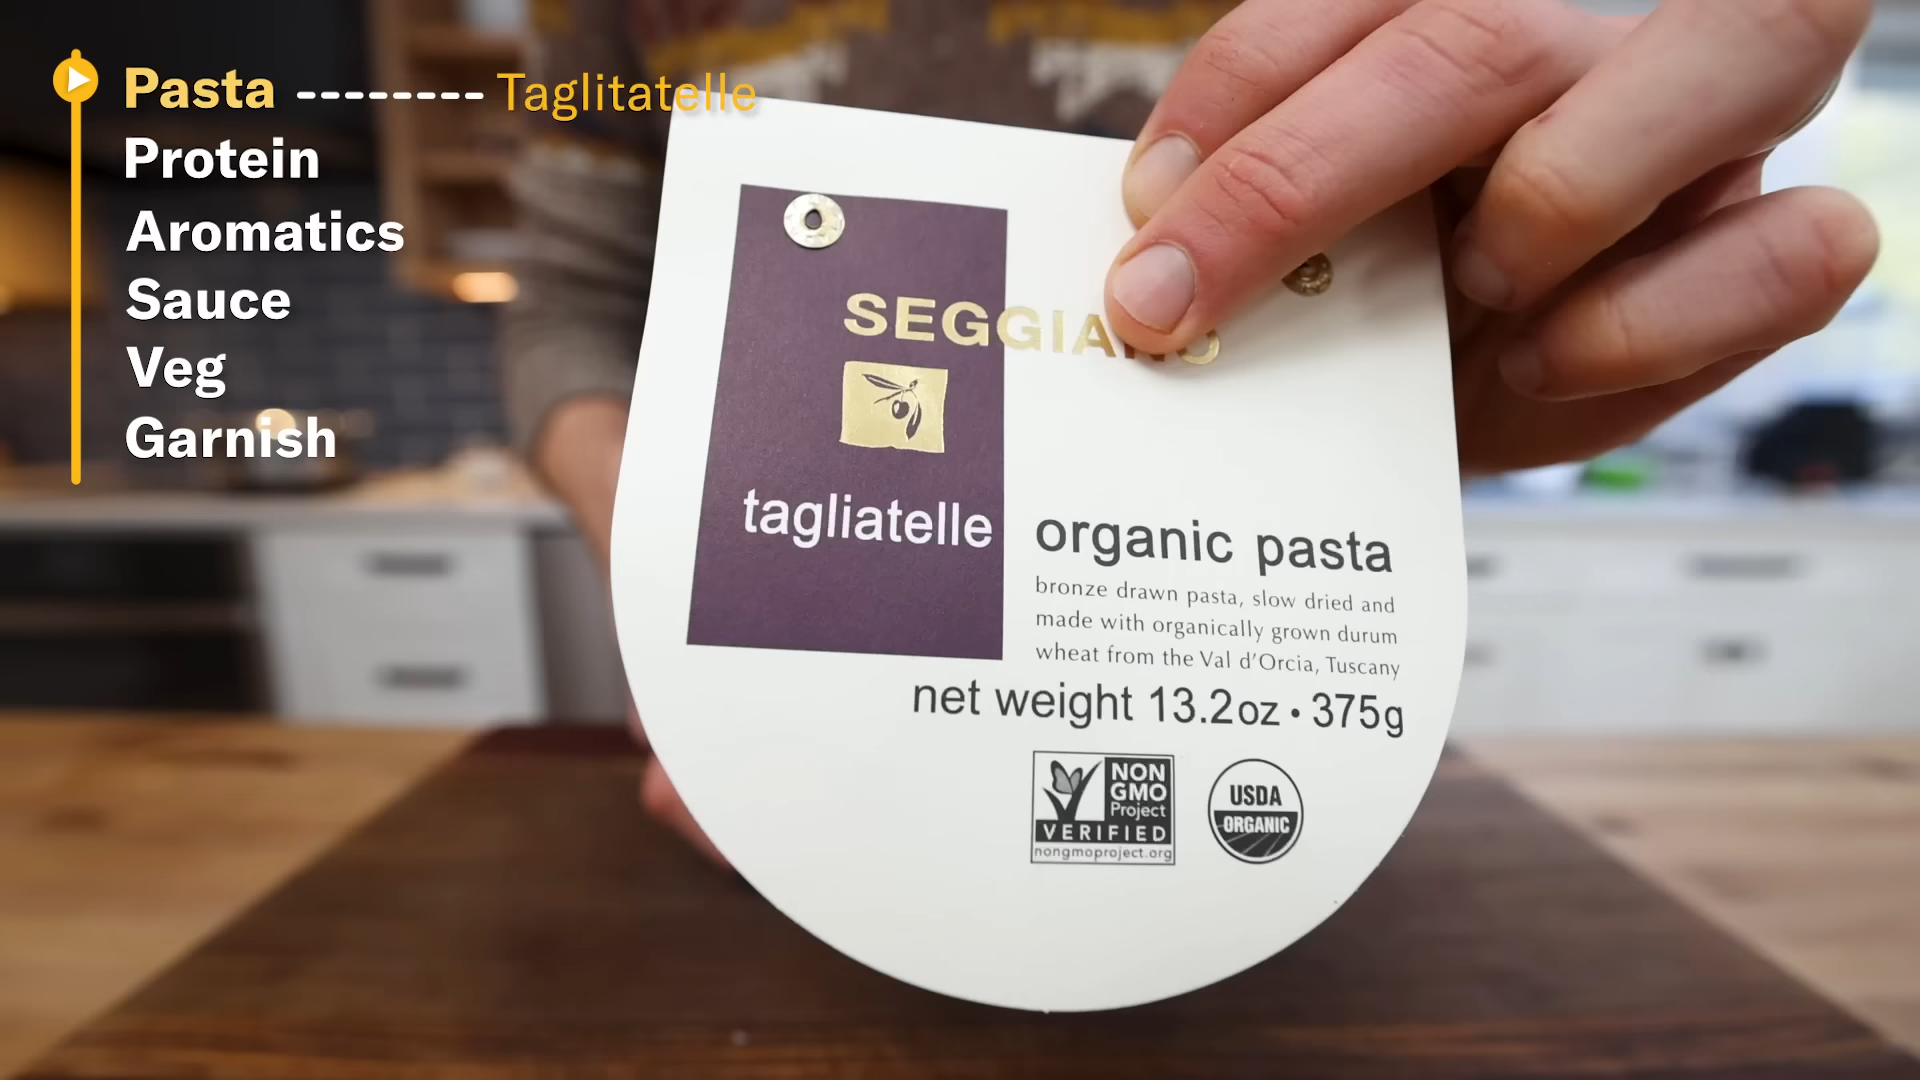 Pasta -------- Taglitatelle
Protein
Aromatics
Sauce
Veg
Garnish
SEGGIANO
tagliatelle
organic pasta
bronze drawn pasta, slow dried and
made with organically grown durum
wheat from the Val d'Orcia, Tuscany
net weight 13.2oz • 375g
NON
GMO
Project
VERIFIED
nongmoproject.org
USDA
ORGANIC